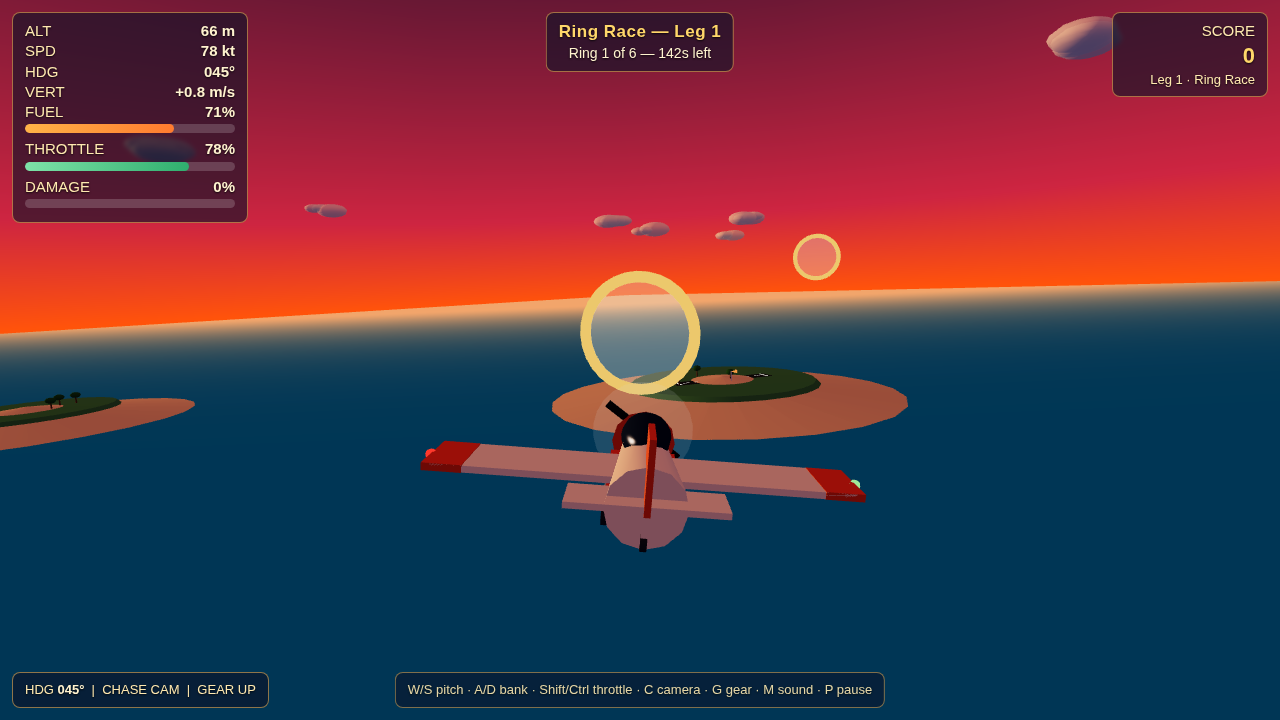 ALT 66 m
SPD 78 kt
HDG 045°
VERT +0.8 m/s
FUEL 71%
THROTTLE 78%
DAMAGE 0%
Ring Race — Leg 1
Ring 1 of 6 — 142s left
SCORE
0
Leg 1 · Ring Race
HDG 045° | CHASE CAM | GEAR UP
W/S pitch · A/D bank · Shift/Ctrl throttle · C camera · G gear · M sound · P pause